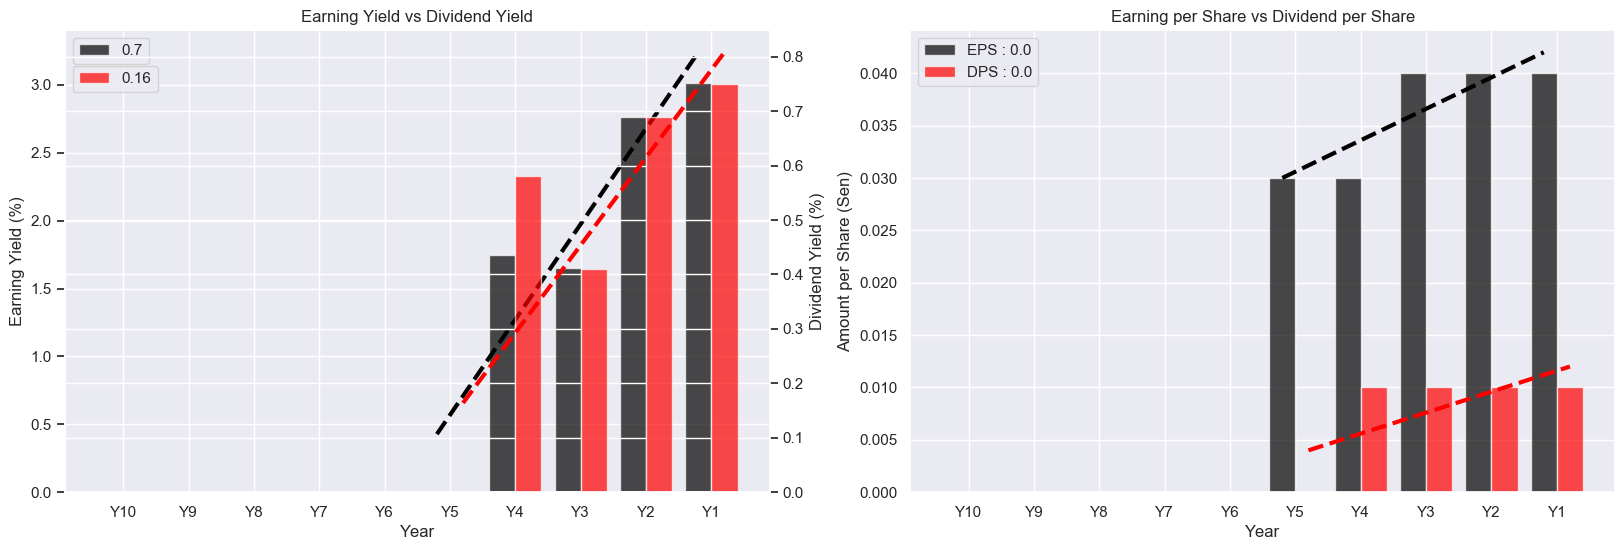 Earning Yield vs Dividend Yield
0.7
0.16
3.0
2.5
2.0
1.5
1.0
0.5
0.0
Earning Yield (%)
0.8
0.7
0.6
0.5
0.4
0.3
0.2
0.1
0.0
Dividend Yield (%)
Y10 Y9 Y8 Y7 Y6 Y5 Y4 Y3 Y2 Y1
Year
Earning per Share vs Dividend per Share
EPS : 0.0
DPS : 0.0
0.040
0.035
0.030
0.025
0.020
0.015
0.010
0.005
0.000
Amount per Share (Sen)
Y10 Y9 Y8 Y7 Y6 Y5 Y4 Y3 Y2 Y1
Year